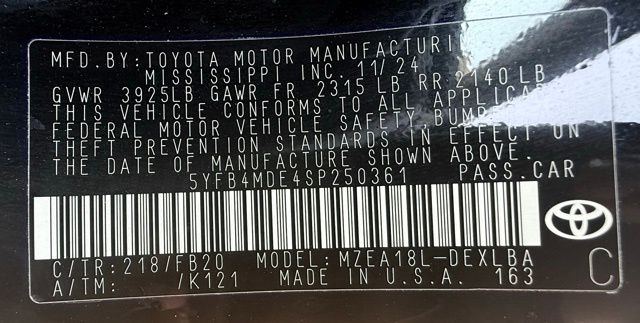 MFD. BY: TOYOTA MOTOR MANUFACTURI
MISSISSIPPI INC. 11/24
GVWR 3925LB GAWR FR 2315 LB RR 2140 LB
THIS VEHICLE CONFORMS TO ALL APPLICAB
FEDERAL MOTOR VEHICLE SAFETY, BUMPE
THEFT PREVENTION STANDARDS IN EFFECT ON
THE DATE OF MANUFACTURE SHOWN ABOVE.
5YFB4MDE4SP250361 PASS. CAR
C/TR: 218/FB20 MODEL: MZEA18L-DEXLBA
A/TM: /K121 MADE IN U.S.A. 163 C